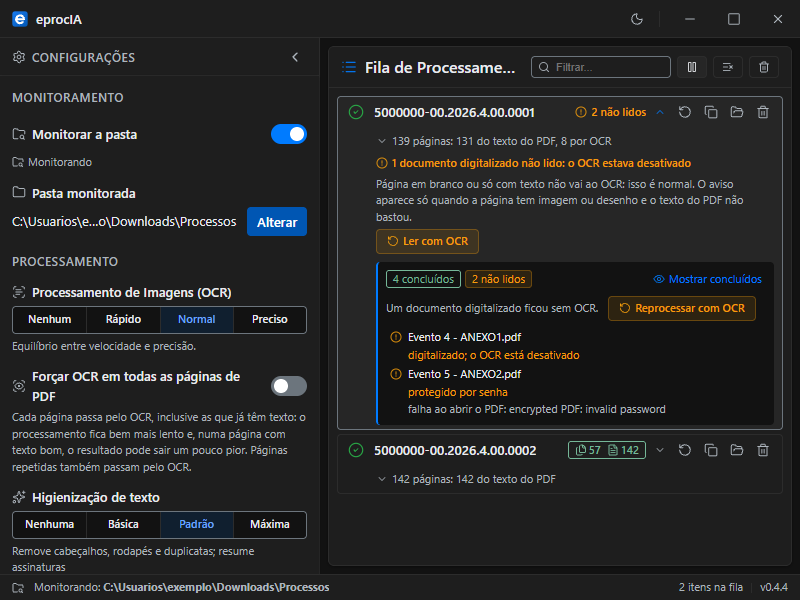 eprocIA
CONFIGURAÇÕES
MONITORAMENTO
Monitorar a pasta
Monitorando
Pasta monitorada
C:\Usuarios\e...o\Downloads\Processos
Alterar
PROCESSAMENTO
Processamento de Imagens (OCR)
Nenhum Rápido Normal Preciso
Equilíbrio entre velocidade e precisão.
Forçar OCR em todas as páginas de
PDF
Cada página passa pelo OCR, inclusive as que já têm texto: o
processamento fica bem mais lento e, numa página com
texto bom, o resultado pode sair um pouco pior. Páginas
repetidas também passam pelo OCR.
Higienização de texto
Nenhuma Básica Padrão Máxima
Remove cabeçalhos, rodapés e duplicatas; resume
assinaturas
Fila de Processame...
Filtrar...
5000000-00.2026.4.00.0001
2 não lidos
139 páginas: 131 do texto do PDF, 8 por OCR
1 documento digitalizado não lido: o OCR estava desativado
Página em branco ou só com texto não vai ao OCR: isso é normal. O aviso
aparece só quando a página tem imagem ou desenho e o texto do PDF não
bastou.
Ler com OCR
4 concluídos 2 não lidos Mostrar concluídos
Um documento digitalizado ficou sem OCR. Reprocessar com OCR
Evento 4 - ANEXO1.pdf
digitalizado; o OCR está desativado
Evento 5 - ANEXO2.pdf
protegido por senha
falha ao abrir o PDF: encrypted PDF: invalid password
5000000-00.2026.4.00.0002
57 142
142 páginas: 142 do texto do PDF
Monitorando: C:\Usuarios\exemplo\Downloads\Processos
2 itens na fila
v0.4.4